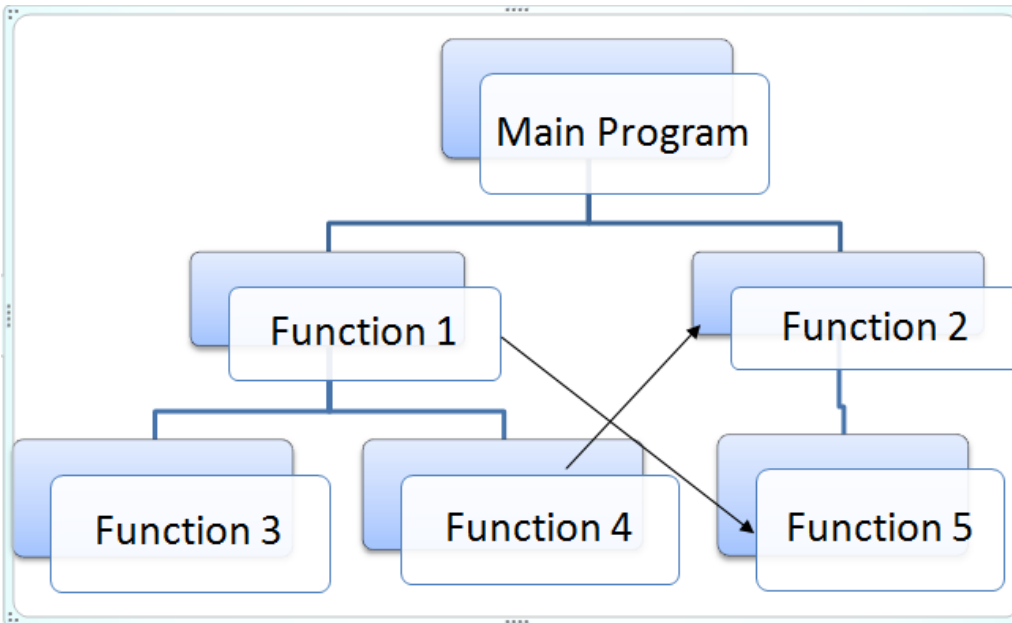 Main Program
Function 1
Function 2
Function 3
Function 4
Function 5